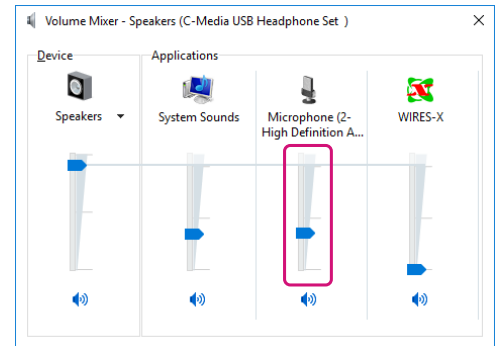 Volume Mixer - Speakers (C-Media USB Headphone Set )
Device
Applications
Speakers
System Sounds
Microphone (2-
High Definition A...
WIRES-X